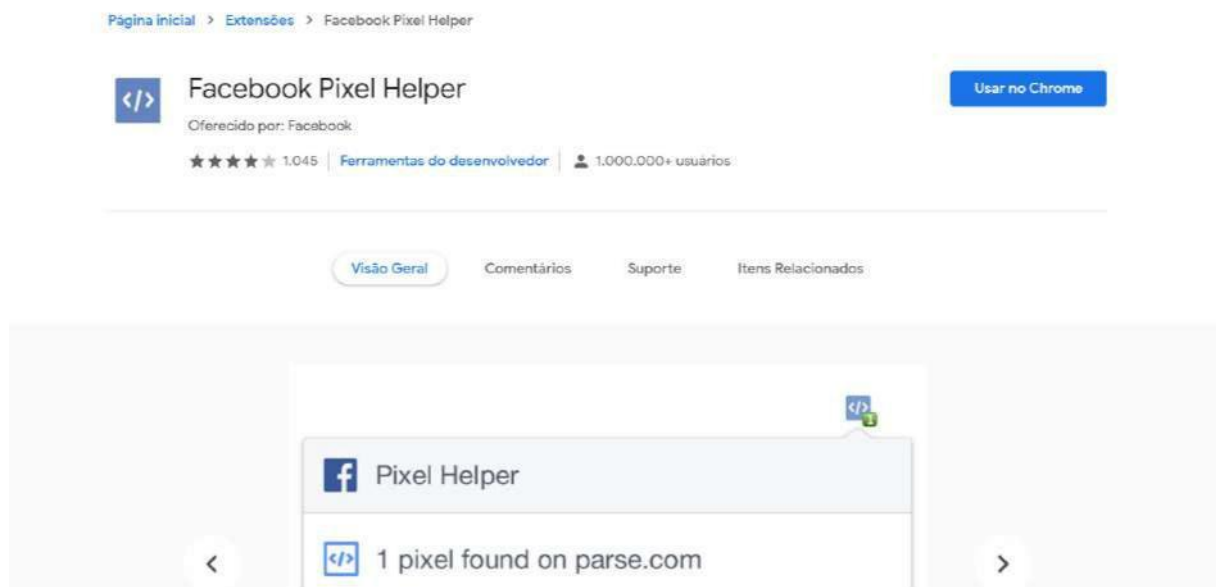 Página inicial > Extensões > Facebook Pixel Helper
</>
Facebook Pixel Helper
Usar no Chrome
Oferecido por: Facebook
1.045 | Ferramentas do desenvolvedor | 1.000.000+ usuários
Visão Geral Comentários Suporte Itens Relacionados
</> 1
f Pixel Helper
</> 1 pixel found on parse.com